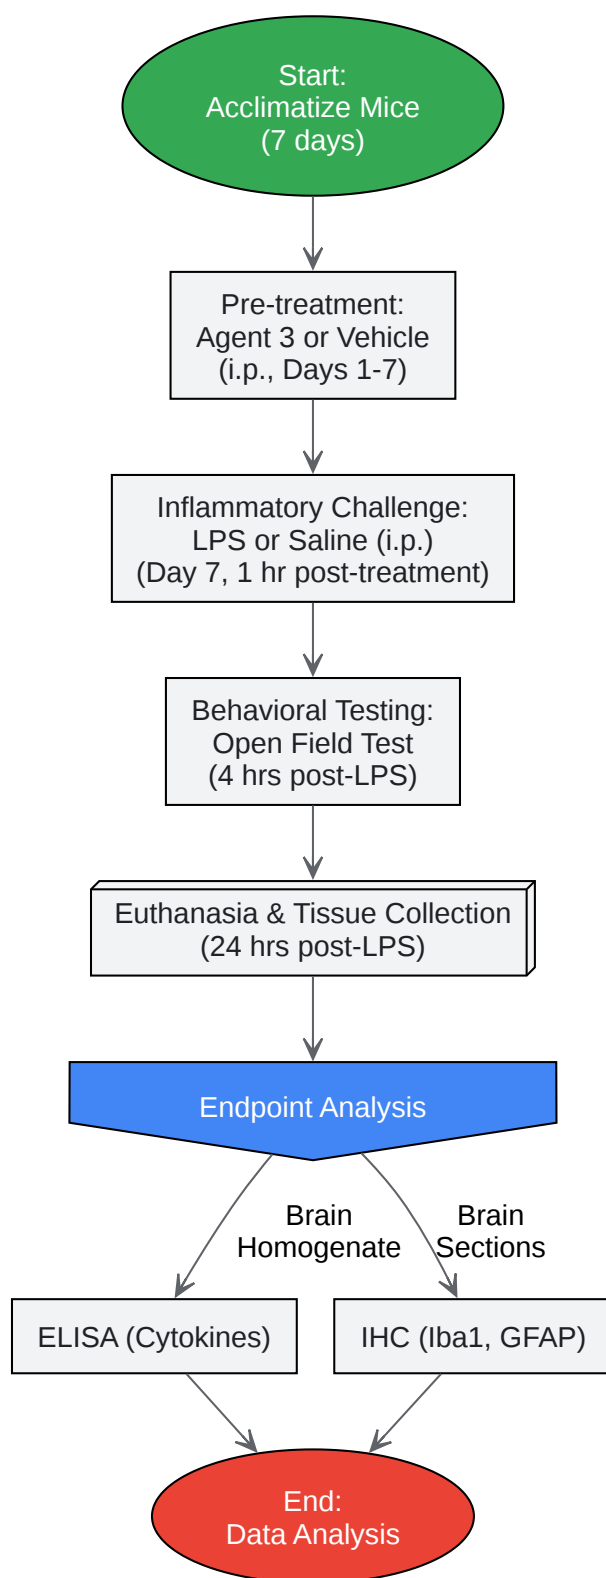 Start:
Acclimatize Mice
(7 days)
Pre-treatment:
Agent 3 or Vehicle
(i.p., Days 1-7)
Inflammatory Challenge:
LPS or Saline (i.p.)
(Day 7, 1 hr post-treatment)
Behavioral Testing:
Open Field Test
(4 hrs post-LPS)
Euthanasia & Tissue Collection
(24 hrs post-LPS)
Endpoint Analysis
Brain
Homogenate
Brain
Sections
ELISA (Cytokines)
IHC (Iba1, GFAP)
End:
Data Analysis